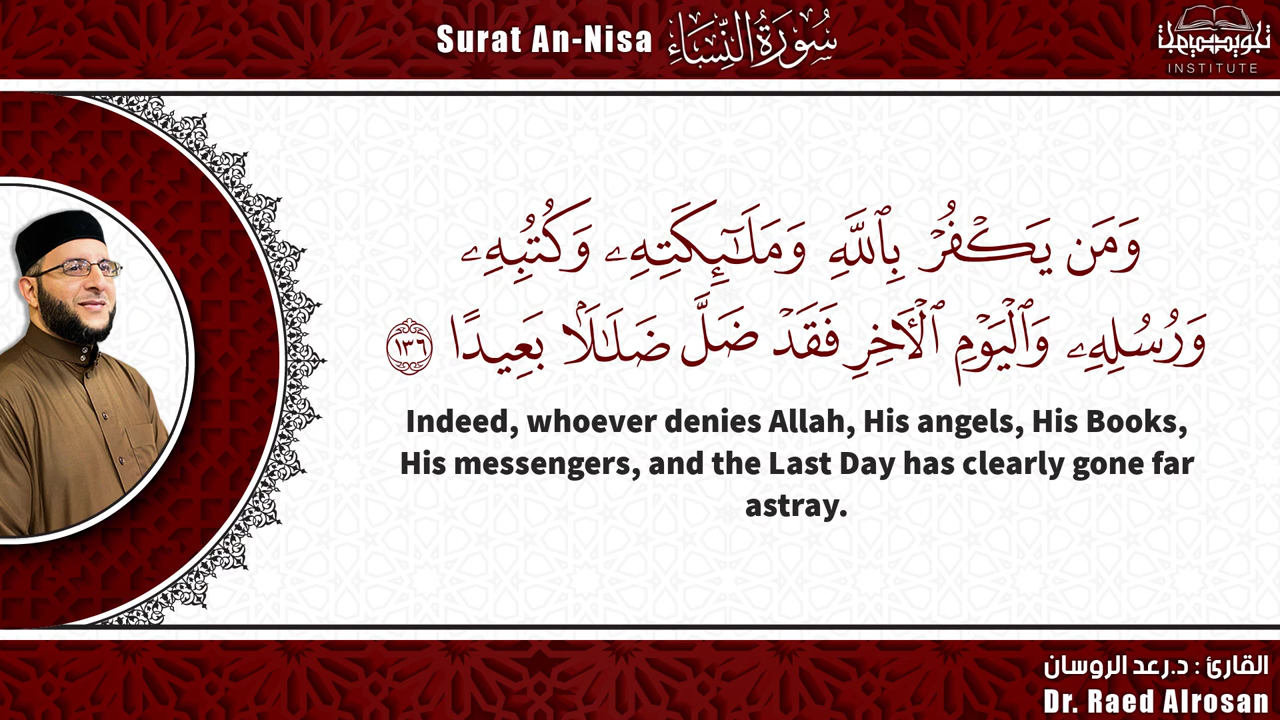 Surat An-Nisa سُورَةُ النِّسَاءِ
INSTITUTE
وَمَن يَكْفُرْ بِٱللَّهِ وَمَلَـٰٓئِكَتِهِۦ وَكُتُبِهِۦ
وَرُسُلِهِۦ وَٱلْيَوْمِ ٱلْـَٔاخِرِ فَقَدْ ضَلَّ ضَلَـٰلًۢا بَعِيدًا ١٣٦
Indeed, whoever denies Allah, His angels, His Books,
His messengers, and the Last Day has clearly gone far
astray.
القارئ : د.رعد الروسان
Dr. Raed Alrosan